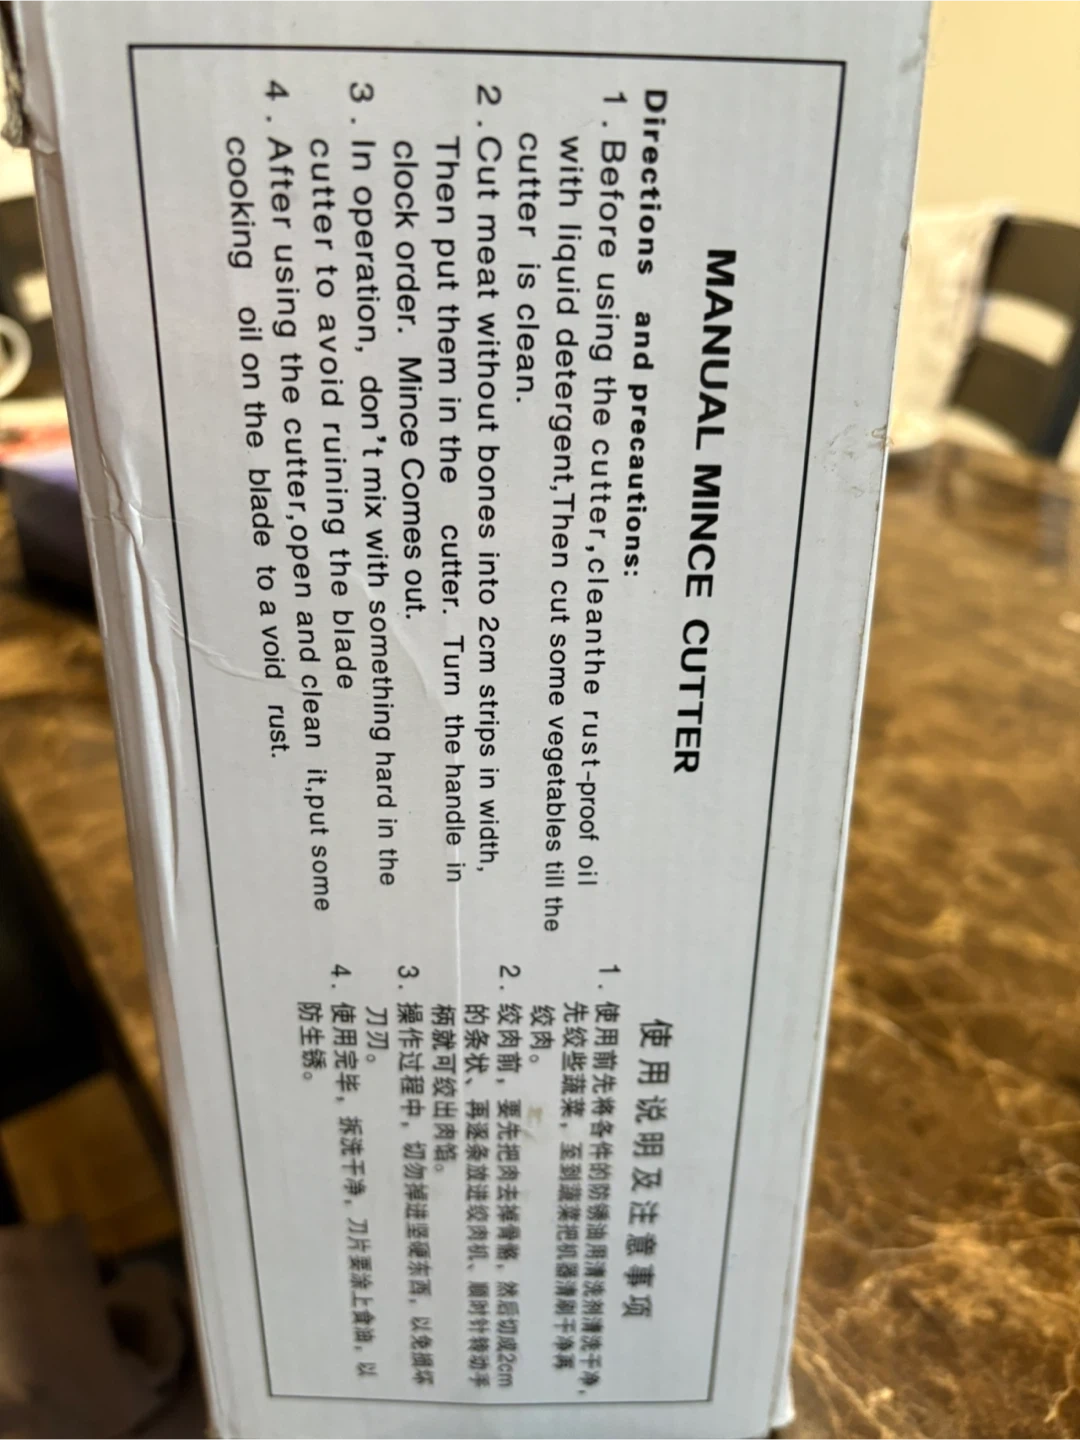 MANUAL MINCE CUTTER
Directions and precautions:
1. Before using the cutter,cleanthe rust-proof oil
with liquid detergent,Then cut some vegetables till the
cutter is clean.
2. Cut meat without bones into 2cm strips in width,
Then put them in the cutter. Turn the handle in
clock order. Mince Comes out.
3. In operation, don't mix with something hard in the
cutter to avoid ruining the blade
4. After using the cutter,open and clean it,put some
cooking oil on the blade to a void rust.
使用说明及注意事项
1. 使用前先将各件的防锈油用清洗剂清洗干净,
先绞些蔬菜，至到蔬菜把机器清刷干净再
绞肉。
2. 绞肉前，要先把肉去掉骨骼，然后切成2cm
的条状、再逐条放进绞肉机、顺时针转动手
柄就可绞出肉馅。
3. 操作过程中，切勿掉进坚硬东西，以免损坏
刀刃。
4. 使用完毕，拆洗干净，刀片要涂上食油，以
防生锈。